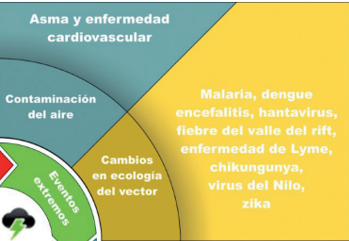 Asma y enfermedad
cardiovascular
Contaminación
del aire
Malaria, dengue
encefalitis, hantavirus,
fiebre del valle del rift,
enfermedad de Lyme,
chikungunya,
virus del Nilo,
zika
Cambios
en ecología
del vector
Eventos
extremos